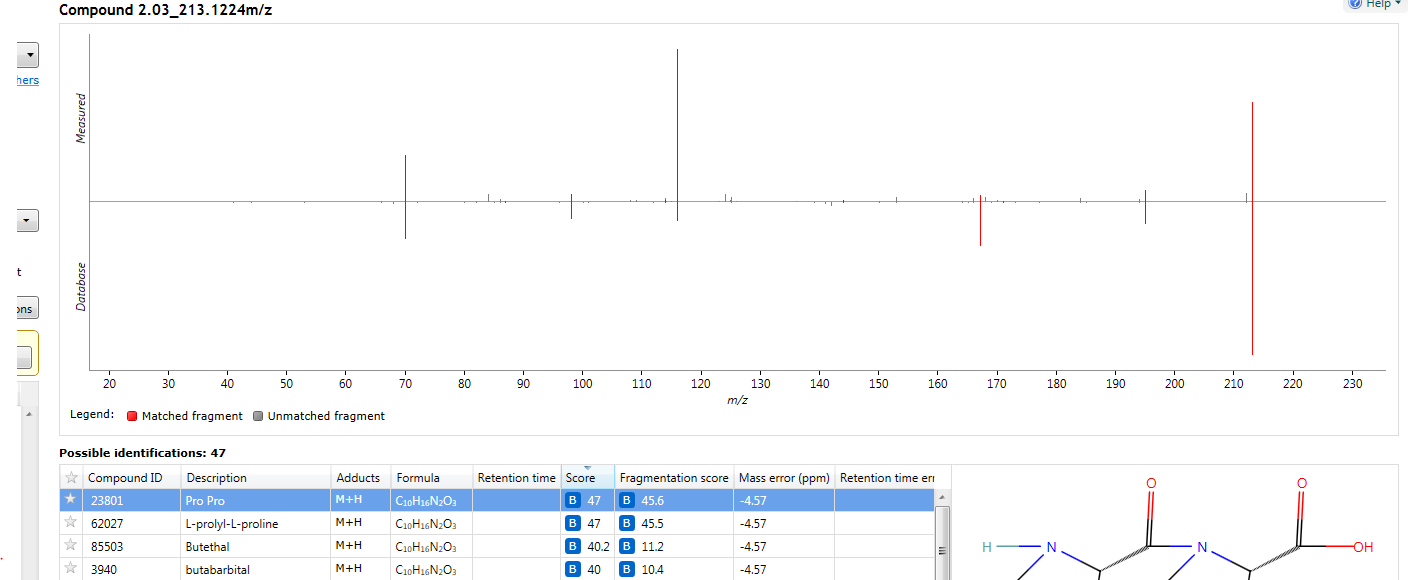 Compound 2.03_213.1224m/z
Help
hers
Measured
t
Database
ons
20 30 40 50 60 70 80 90 100 110 120 130 140 150 160 170 180 190 200 210 220 230
m/z
Legend: Matched fragment Unmatched fragment
Possible identifications: 47
Compound ID Description Adducts Formula Retention time Score Fragmentation score Mass error (ppm) Retention time err
23801 Pro Pro M+H C₁₀H₁₆N₂O₃ B 47 B 45.6 -4.57
62027 L-prolyl-L-proline M+H C₁₀H₁₆N₂O₃ B 47 B 45.5 -4.57
85503 Butethal M+H C₁₀H₁₆N₂O₃ B 40.2 B 11.2 -4.57
3940 butabarbital M+H C₁₀H₁₆N₂O₃ B 40 B 10.4 -4.57
O O
H N N OH